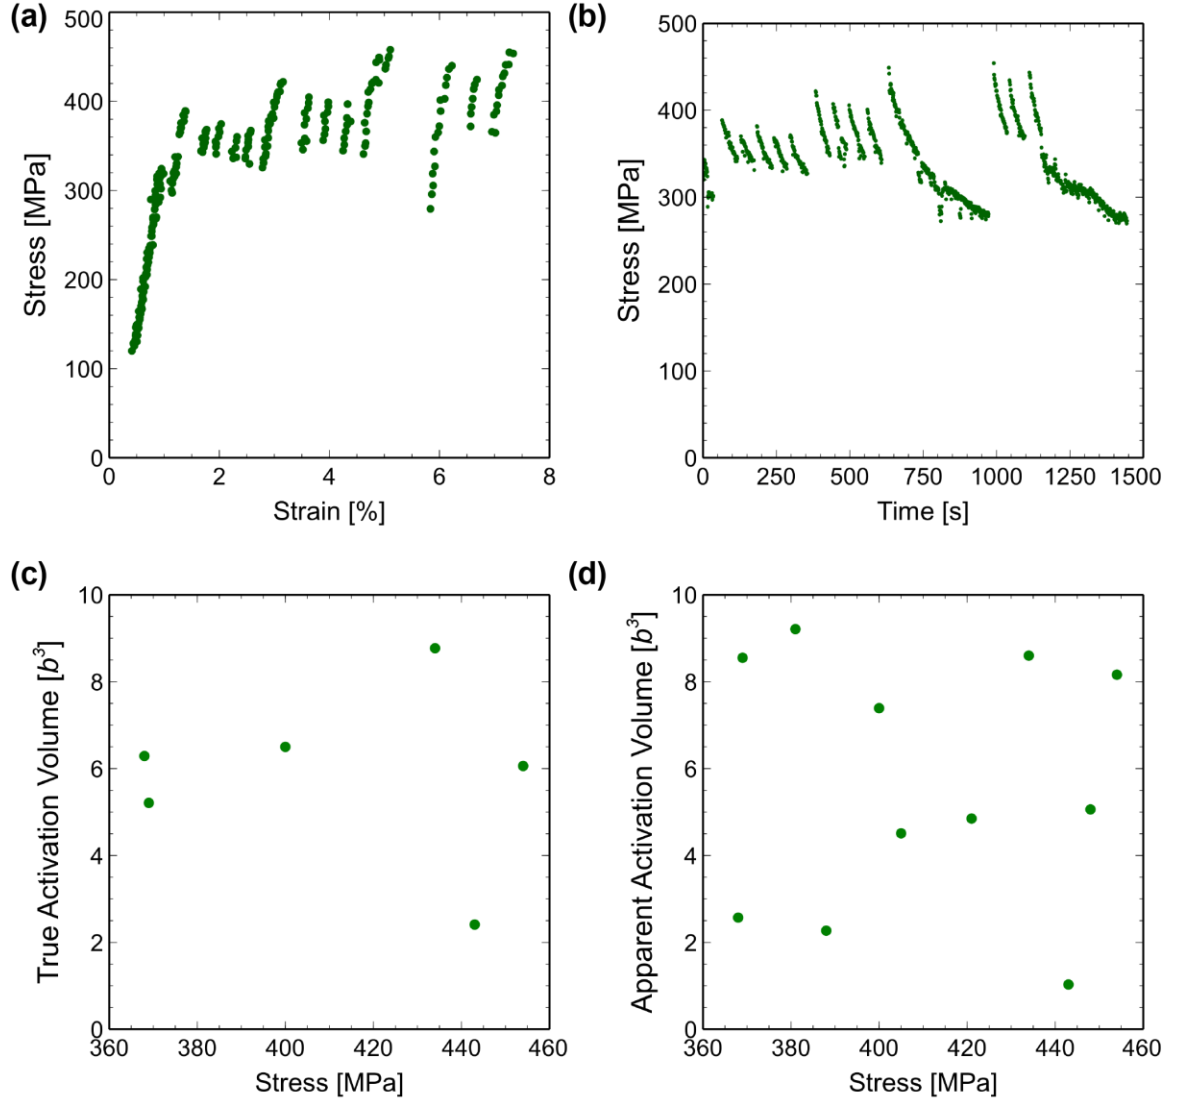 (a)
500
400
300
200
100
0
Stress [MPa]
0 2 4 6 8
Strain [%]
(b)
500
400
300
200
100
0
Stress [MPa]
0 250 500 750 1000 1250 1500
Time [s]
(c)
10
8
6
4
2
0
True Activation Volume [b³]
360 380 400 420 440 460
Stress [MPa]
(d)
10
8
6
4
2
0
Apparent Activation Volume [b³]
360 380 400 420 440 460
Stress [MPa]